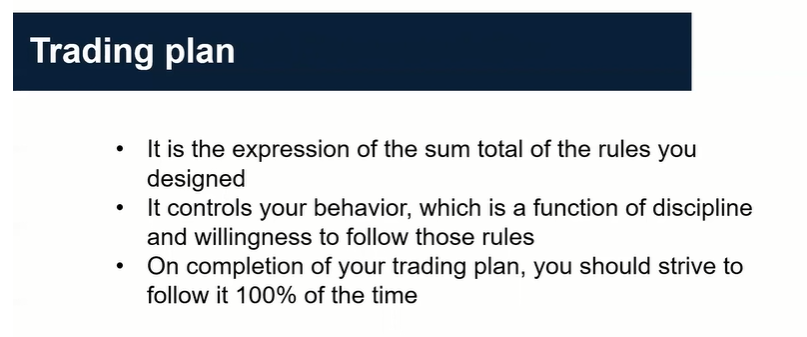 Trading plan
• It is the expression of the sum total of the rules you
designed
• It controls your behavior, which is a function of discipline
and willingness to follow those rules
• On completion of your trading plan, you should strive to
follow it 100% of the time